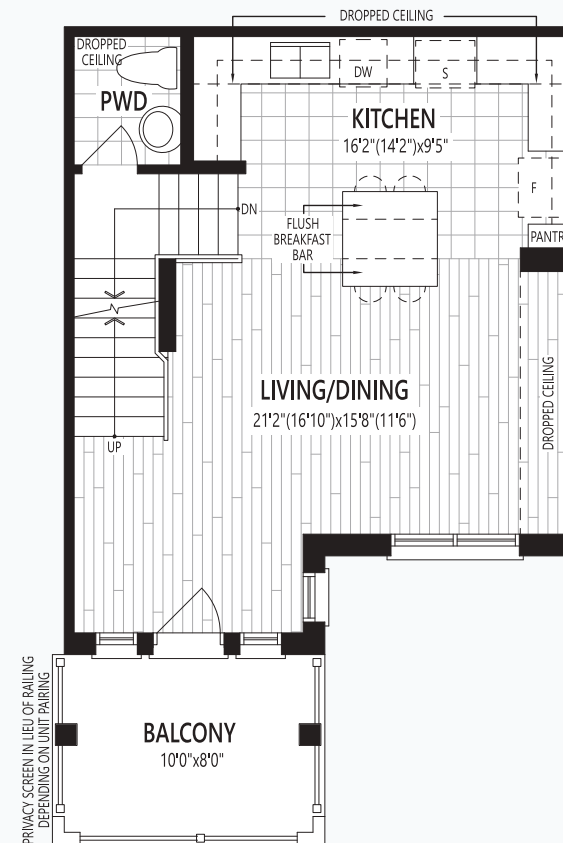 DROPPED CEILING
DROPPED
CEILING
PWD
DW
S
KITCHEN
16'2"(14'2")x9'5"
F
DN
FLUSH
BREAKFAST
BAR
PANTR
LIVING/DINING
21'2"(16'10")x15'8"(11'6")
DROPPED CEILING
UP
BALCONY
10'0"x8'0"
PRIVACY SCREEN IN LIEU OF RAILING
DEPENDING ON UNIT PAIRING